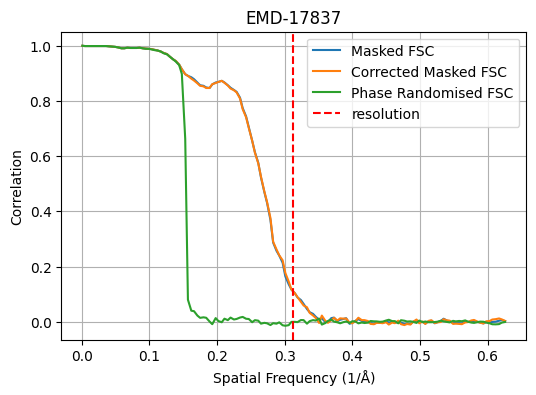 EMD-17837
Masked FSC
Corrected Masked FSC
Phase Randomised FSC
resolution
Correlation
1.0
0.8
0.6
0.4
0.2
0.0
0.0 0.1 0.2 0.3 0.4 0.5 0.6
Spatial Frequency (1/Å)